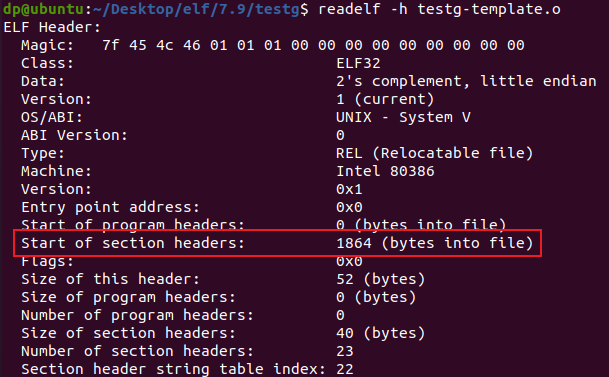 dp@ubuntu:~/Desktop/elf/7.9/testg$ readelf -h testg-template.o
ELF Header:
  Magic:   7f 45 4c 46 01 01 01 00 00 00 00 00 00 00 00 00
  Class:                             ELF32
  Data:                              2's complement, little endian
  Version:                           1 (current)
  OS/ABI:                            UNIX - System V
  ABI Version:                       0
  Type:                              REL (Relocatable file)
  Machine:                           Intel 80386
  Version:                           0x1
  Entry point address:               0x0
  Start of program headers:          0 (bytes into file)
  Start of section headers:          1864 (bytes into file)
  Flags:                             0x0
  Size of this header:               52 (bytes)
  Size of program headers:           0 (bytes)
  Number of program headers:         0
  Size of section headers:           40 (bytes)
  Number of section headers:         23
  Section header string table index: 22